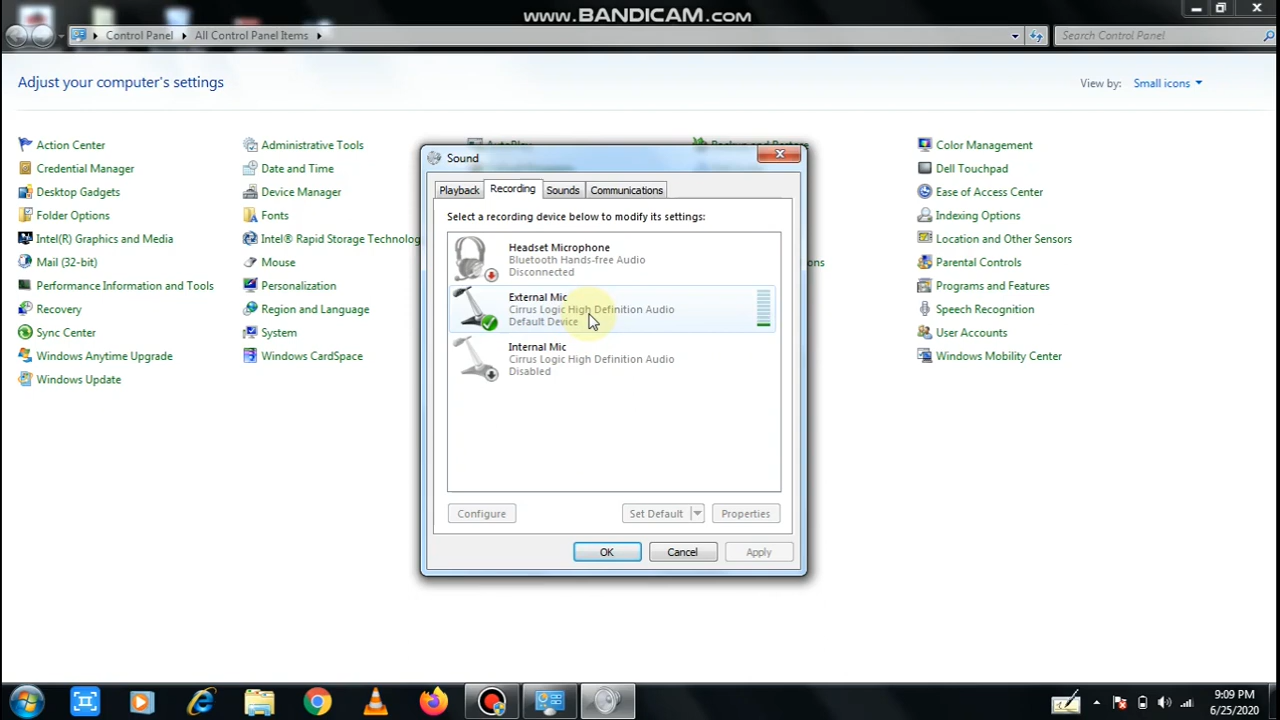 www.BANDICAM.com
Control Panel
All Control Panel Items
Search Control Panel
Adjust your computer's settings
View by:
Small icons
Action Center
Administrative Tools
AutoPlay
Backup and Restore
Color Management
Credential Manager
Date and Time
Dell Touchpad
Desktop Gadgets
Device Manager
Ease of Access Center
Folder Options
Fonts
Indexing Options
Intel(R) Graphics and Media
Intel® Rapid Storage Technolog
Location and Other Sensors
Mail (32-bit)
Mouse
Parental Controls
Performance Information and Tools
Personalization
Programs and Features
Recovery
Region and Language
Speech Recognition
Sync Center
System
User Accounts
Windows Anytime Upgrade
Windows CardSpace
Windows Mobility Center
Windows Update
Sound
Playback
Recording
Sounds
Communications
Select a recording device below to modify its settings:
Headset Microphone
Bluetooth Hands-free Audio
Disconnected
External Mic
Cirrus Logic High Definition Audio
Default Device
Internal Mic
Cirrus Logic High Definition Audio
Disabled
Configure
Set Default
Properties
OK
Cancel
Apply
9:09 PM
6/25/2020